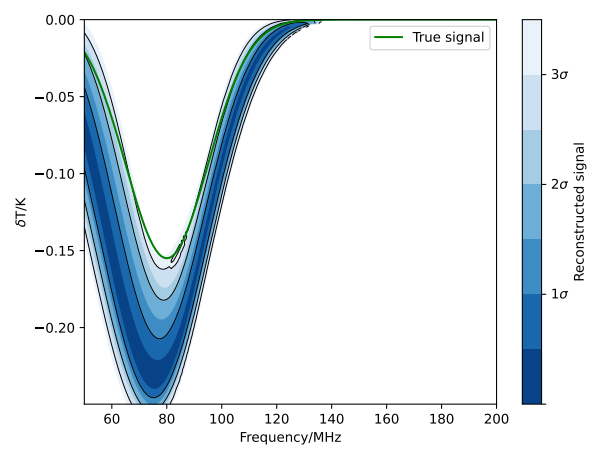 0.00
−0.05
−0.10
−0.15
−0.20
δT/K
60 80 100 120 140 160 180 200
Frequency/MHz
True signal
3σ
2σ
1σ
Reconstructed signal